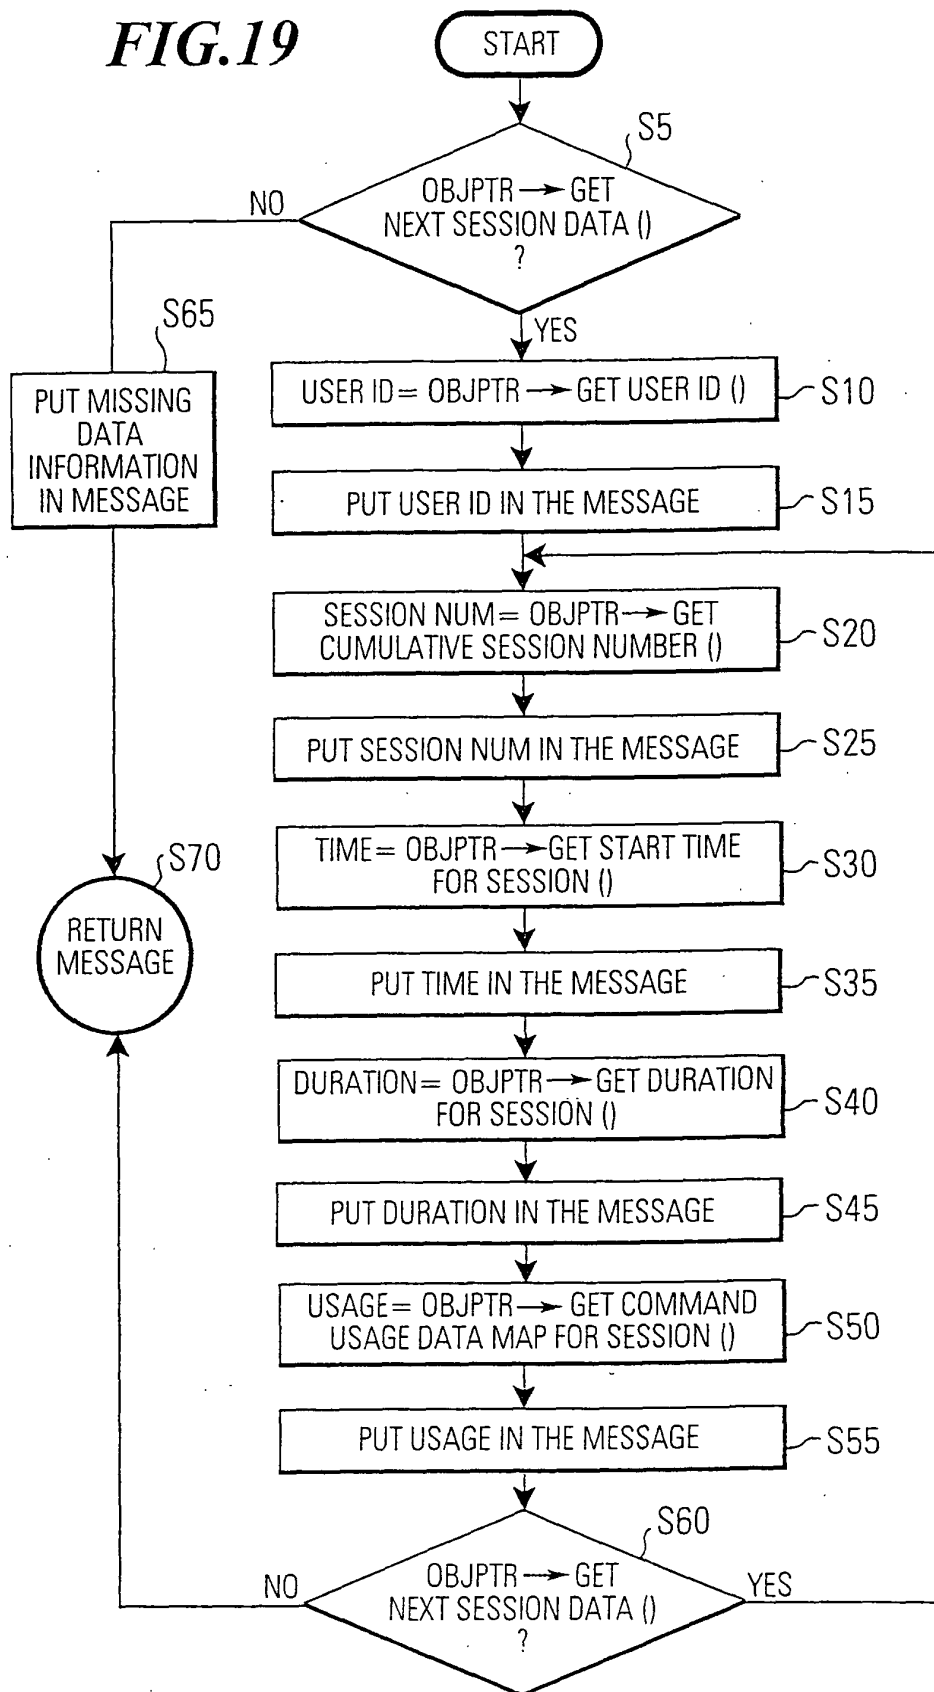 FIG.19
START
S5
OBJPTR → GET
NEXT SESSION DATA ()
?
NO
YES
S65
PUT MISSING
DATA
INFORMATION
IN MESSAGE
USER ID= OBJPTR → GET USER ID ()
S10
PUT USER ID IN THE MESSAGE
S15
SESSION NUM= OBJPTR → GET
CUMULATIVE SESSION NUMBER ()
S20
PUT SESSION NUM IN THE MESSAGE
S25
TIME= OBJPTR → GET START TIME
FOR SESSION ()
S30
S70
RETURN
MESSAGE
PUT TIME IN THE MESSAGE
S35
DURATION= OBJPTR → GET DURATION
FOR SESSION ()
S40
PUT DURATION IN THE MESSAGE
S45
USAGE= OBJPTR → GET COMMAND
USAGE DATA MAP FOR SESSION ()
S50
PUT USAGE IN THE MESSAGE
S55
S60
OBJPTR → GET
NEXT SESSION DATA ()
?
NO
YES